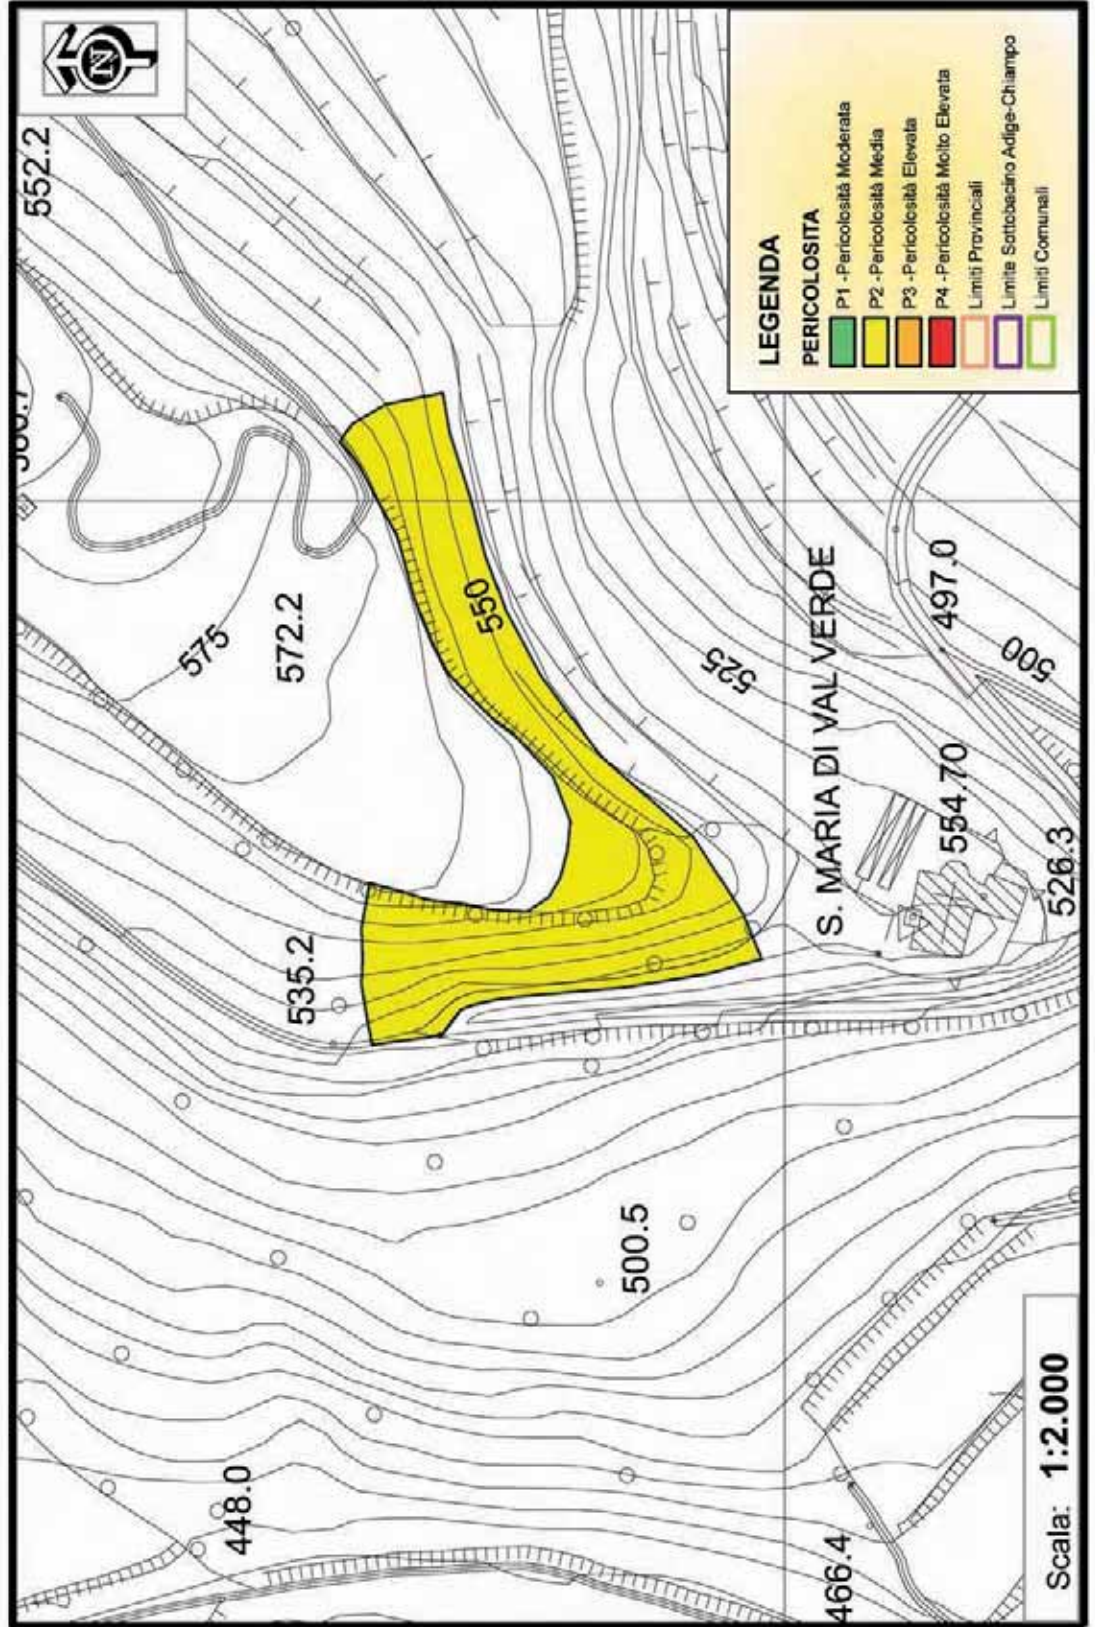 N
552.2
575
572.2
535.2
550
525
S. MARIA DI VAL VERDE
497.0
500
554.70
526.3
500.5
448.0
466.4
LEGENDA
PERICOLOSITA
P1 -Pericolosità Moderata
P2 -Pericolosità Media
P3 -Pericolosità Elevata
P4 -Pericolosità Molto Elevata
Limiti Provinciali
Limite Sottobacino Adige-Chiampo
Limiti Comunali
Scala: 1:2.000